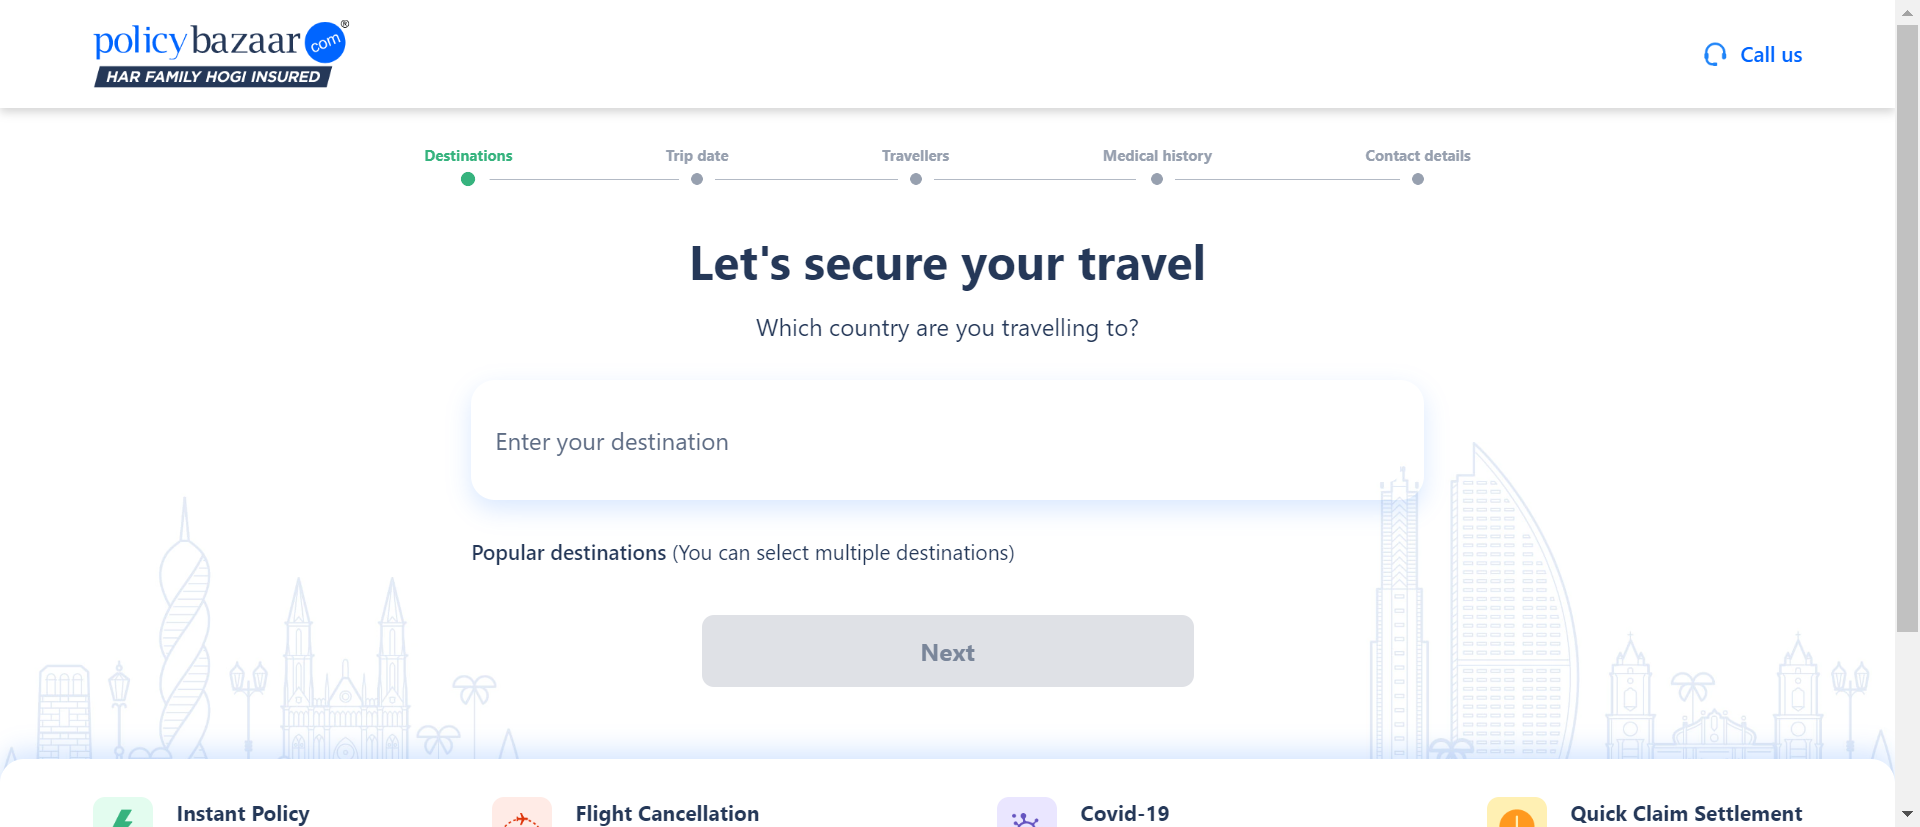 policybazaar com ®
HAR FAMILY HOGI INSURED
Call us
Destinations
Trip date
Travellers
Medical history
Contact details
Let's secure your travel
Which country are you travelling to?
Enter your destination
Popular destinations (You can select multiple destinations)
Next
Instant Policy
Flight Cancellation
Covid-19
Quick Claim Settlement